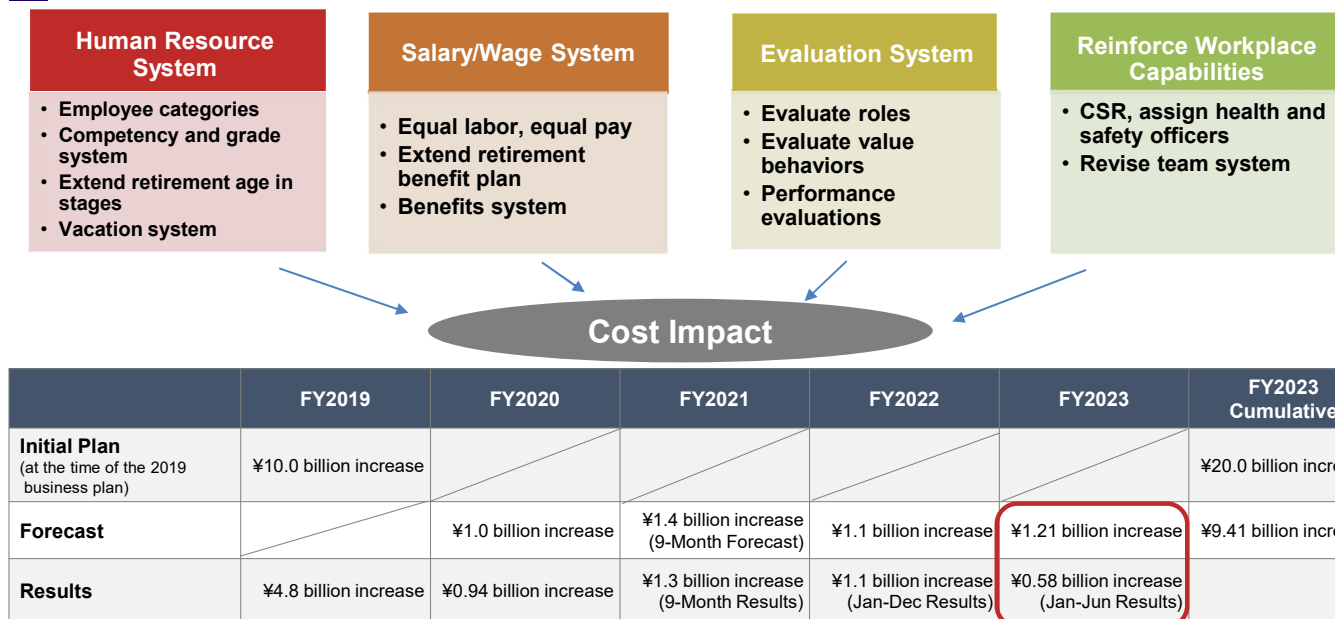 Human Resource
System
• Employee categories
• Competency and grade
system
• Extend retirement age in
stages
• Vacation system
Salary/Wage System
• Equal labor, equal pay
• Extend retirement
benefit plan
• Benefits system
Evaluation System
• Evaluate roles
• Evaluate value
behaviors
• Performance
evaluations
Reinforce Workplace
Capabilities
• CSR, assign health and
safety officers
• Revise team system
Cost Impact
FY2019
FY2020
FY2021
FY2022
FY2023
FY2023
Cumulative
Initial Plan
(at the time of the 2019
business plan)
¥10.0 billion increase
¥20.0 billion incre
Forecast
¥1.0 billion increase
¥1.4 billion increase
(9-Month Forecast)
¥1.1 billion increase
¥1.21 billion increase
¥9.41 billion incre
Results
¥4.8 billion increase
¥0.94 billion increase
¥1.3 billion increase
(9-Month Results)
¥1.1 billion increase
(Jan-Dec Results)
¥0.58 billion increase
(Jan-Jun Results)